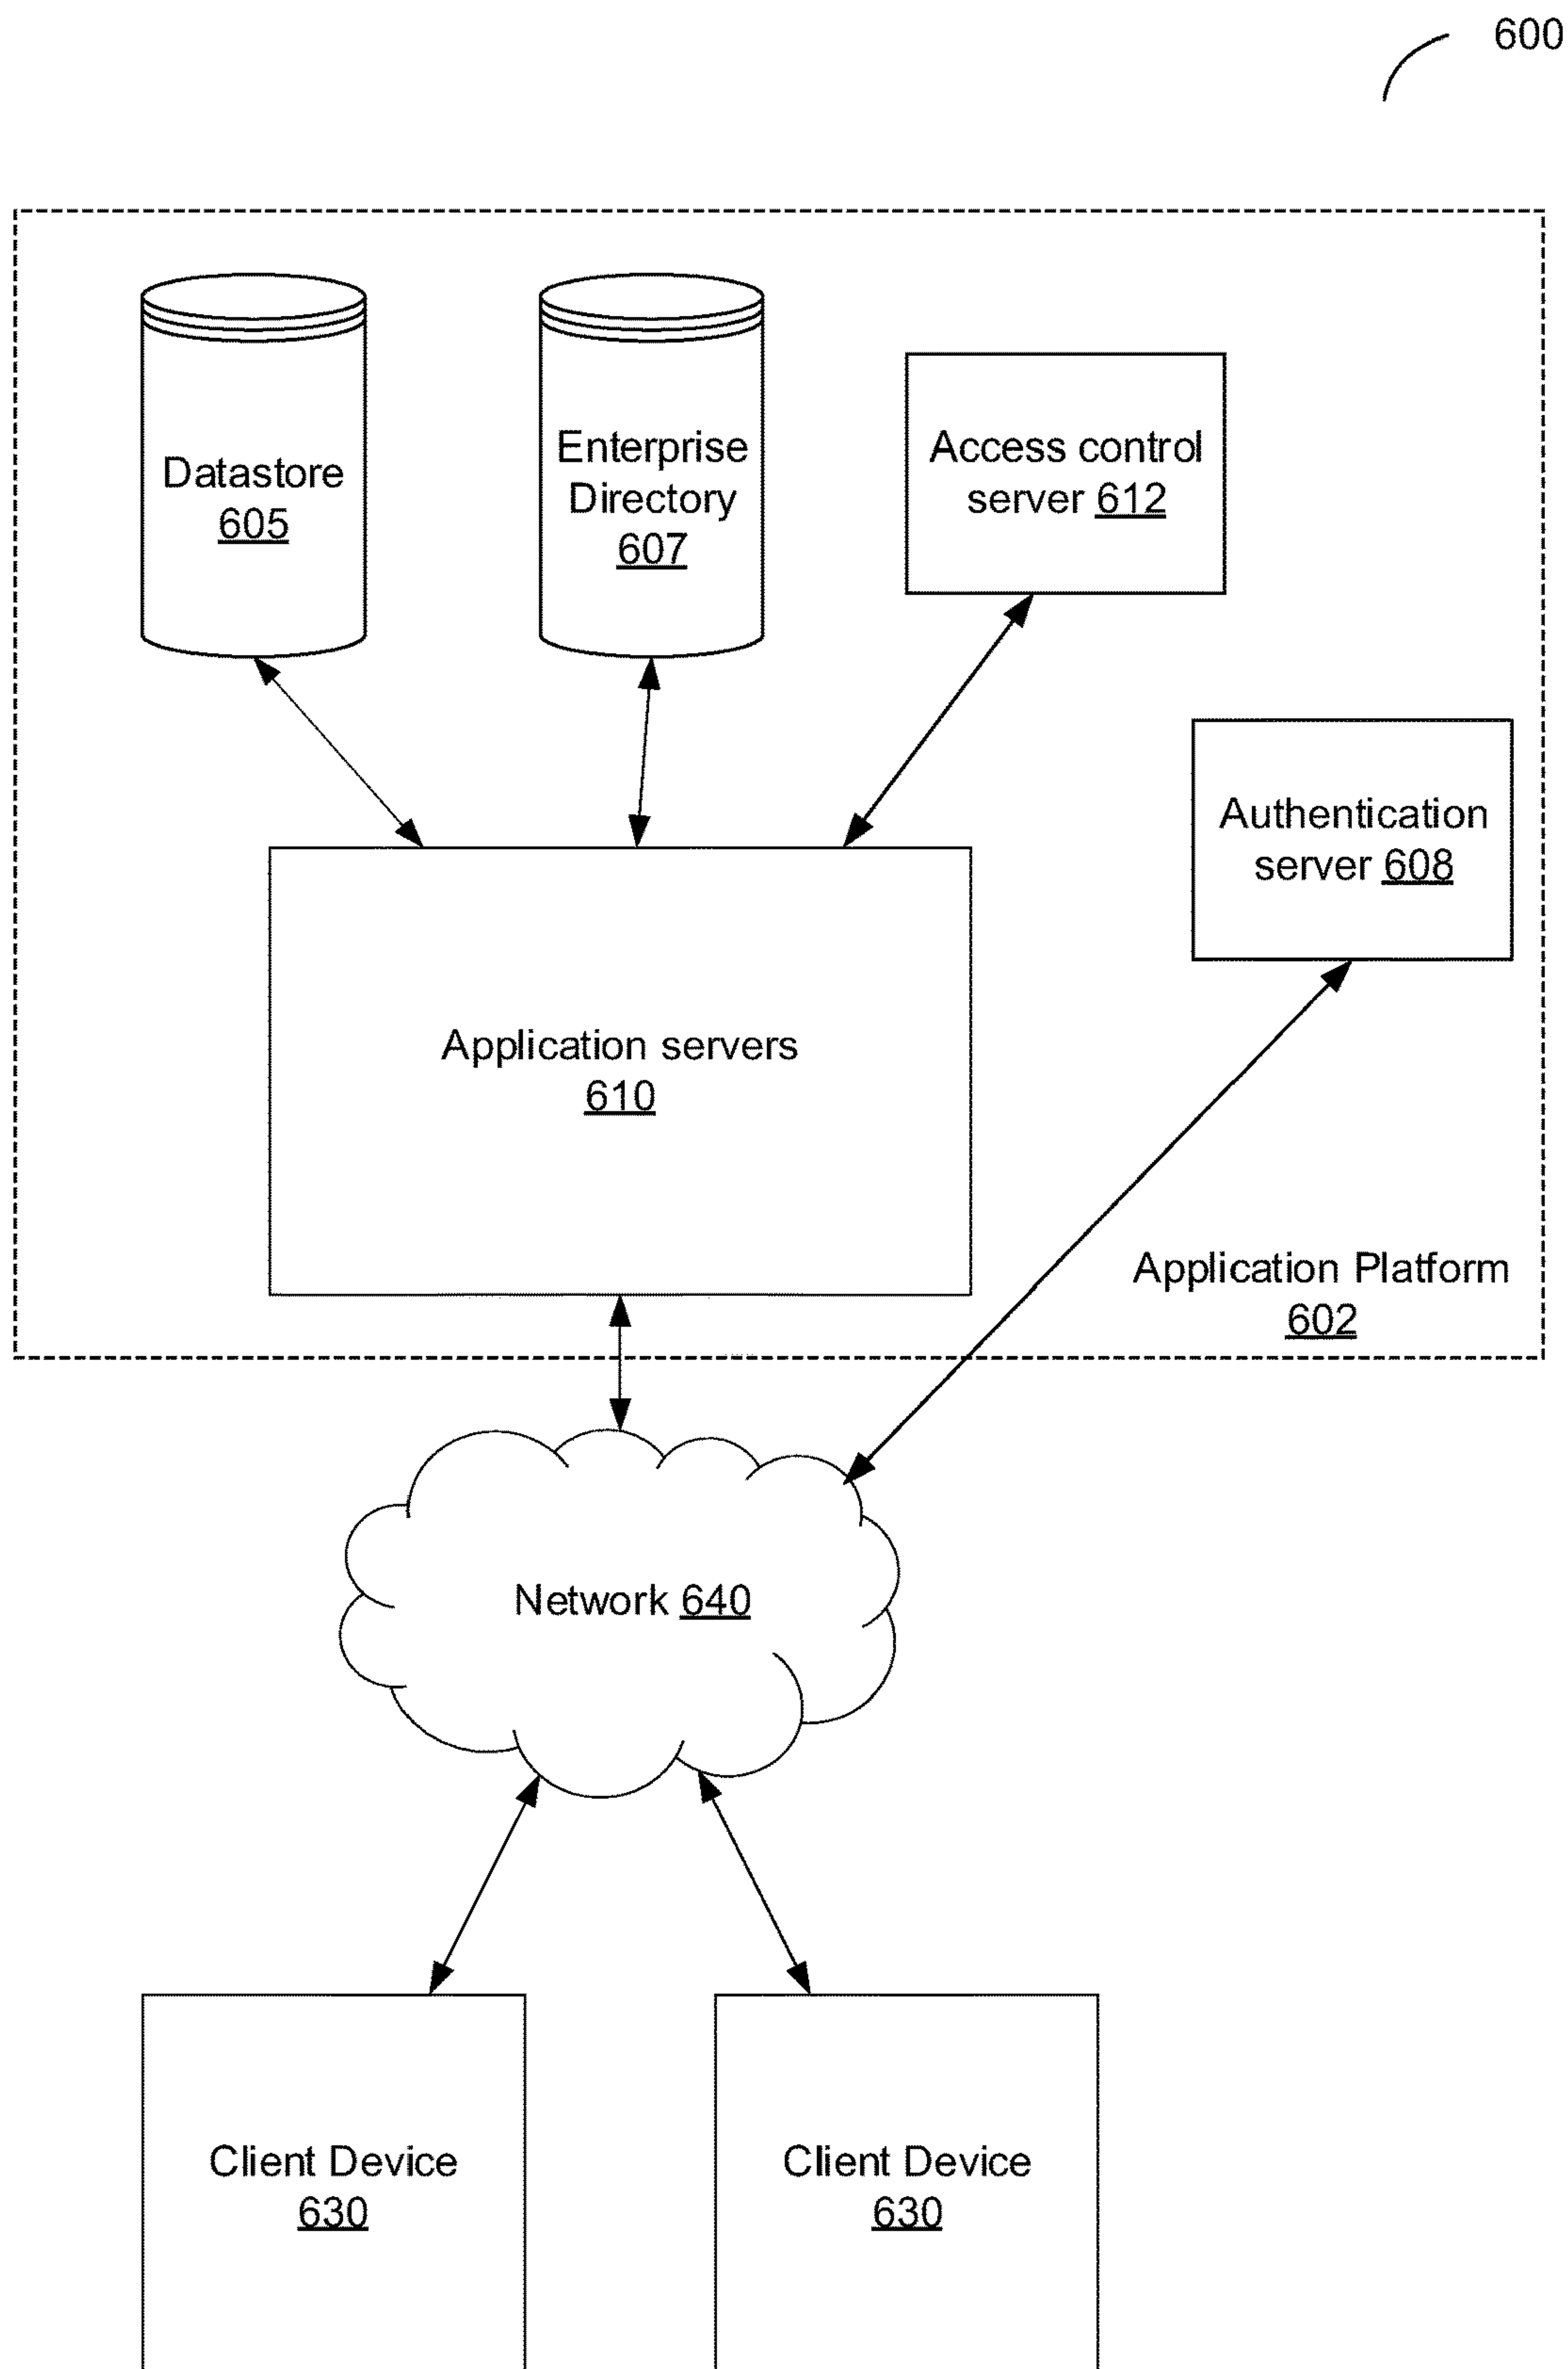 600
Datastore
605
Enterprise
Directory
607
Access control
server 612
Authentication
server 608
Application servers
610
Application Platform
602
Network 640
Client Device
630
Client Device
630